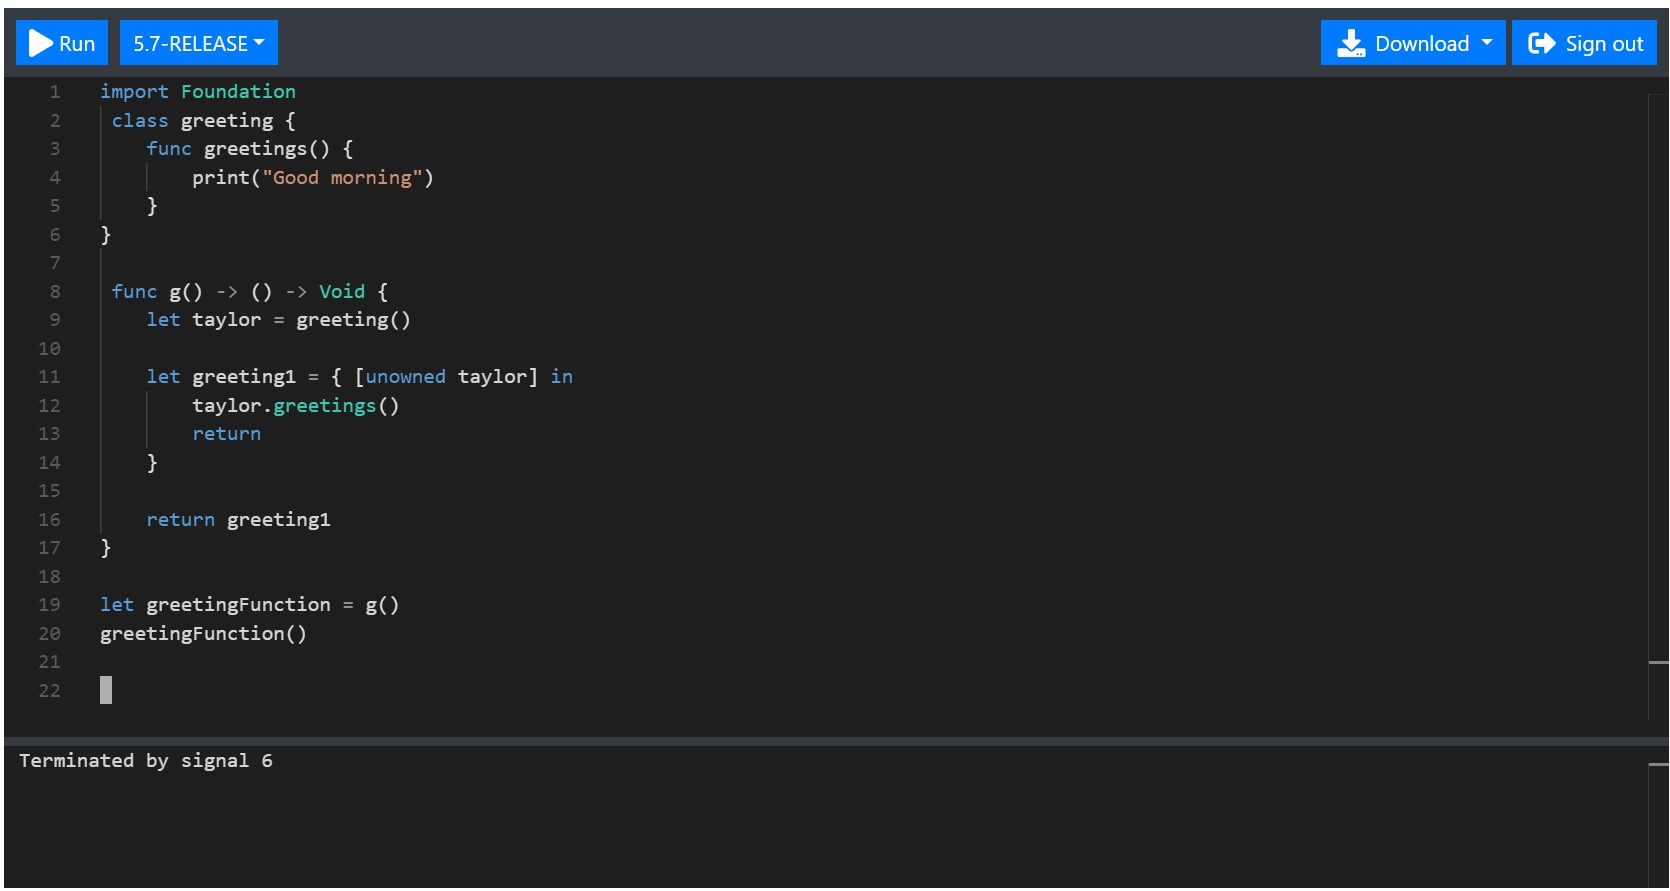 Run 5.7-RELEASE Download Sign out
1 import Foundation
2 class greeting {
3 func greetings() {
4 print("Good morning")
5 }
6 }
7
8 func g() -> () -> Void {
9 let taylor = greeting()
10
11 let greeting1 = { [unowned taylor] in
12 taylor.greetings()
13 return
14 }
15
16 return greeting1
17 }
18
19 let greetingFunction = g()
20 greetingFunction()
21
22
Terminated by signal 6